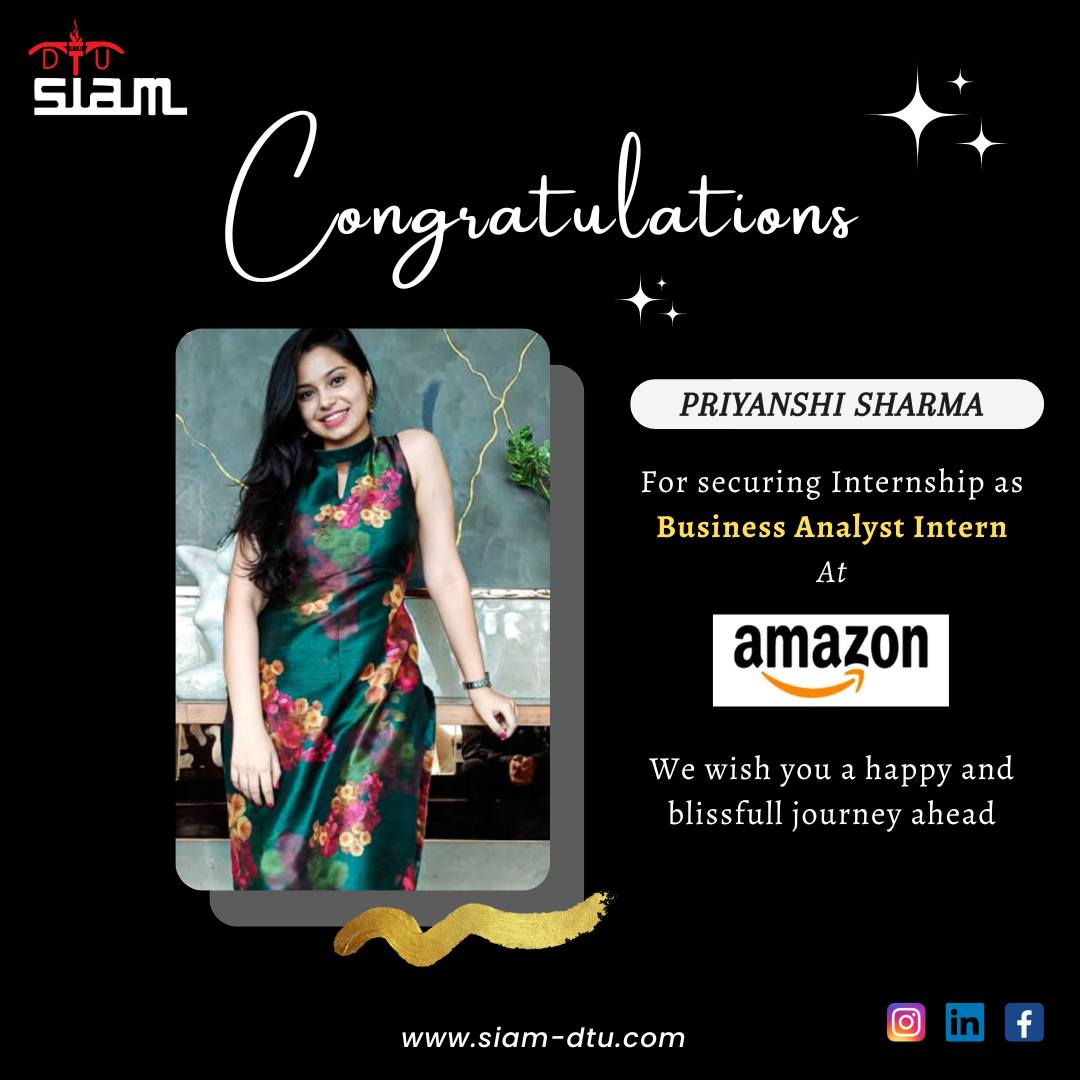 DTU
SIAM
Congratulations
PRIYANSHI SHARMA
For securing Internship as
Business Analyst Intern
At
amazon
We wish you a happy and
blissfull journey ahead
www.siam-dtu.com